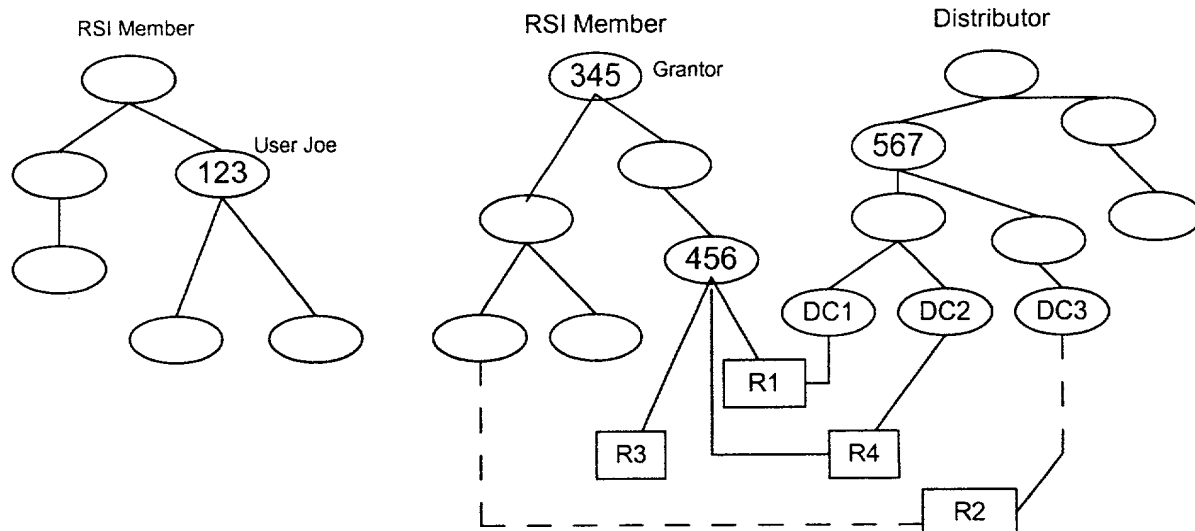 RSI Member
RSI Member
Distributor
345
Grantor
User Joe
123
567
456
DC1
DC2
DC3
R1
R3
R4
R2